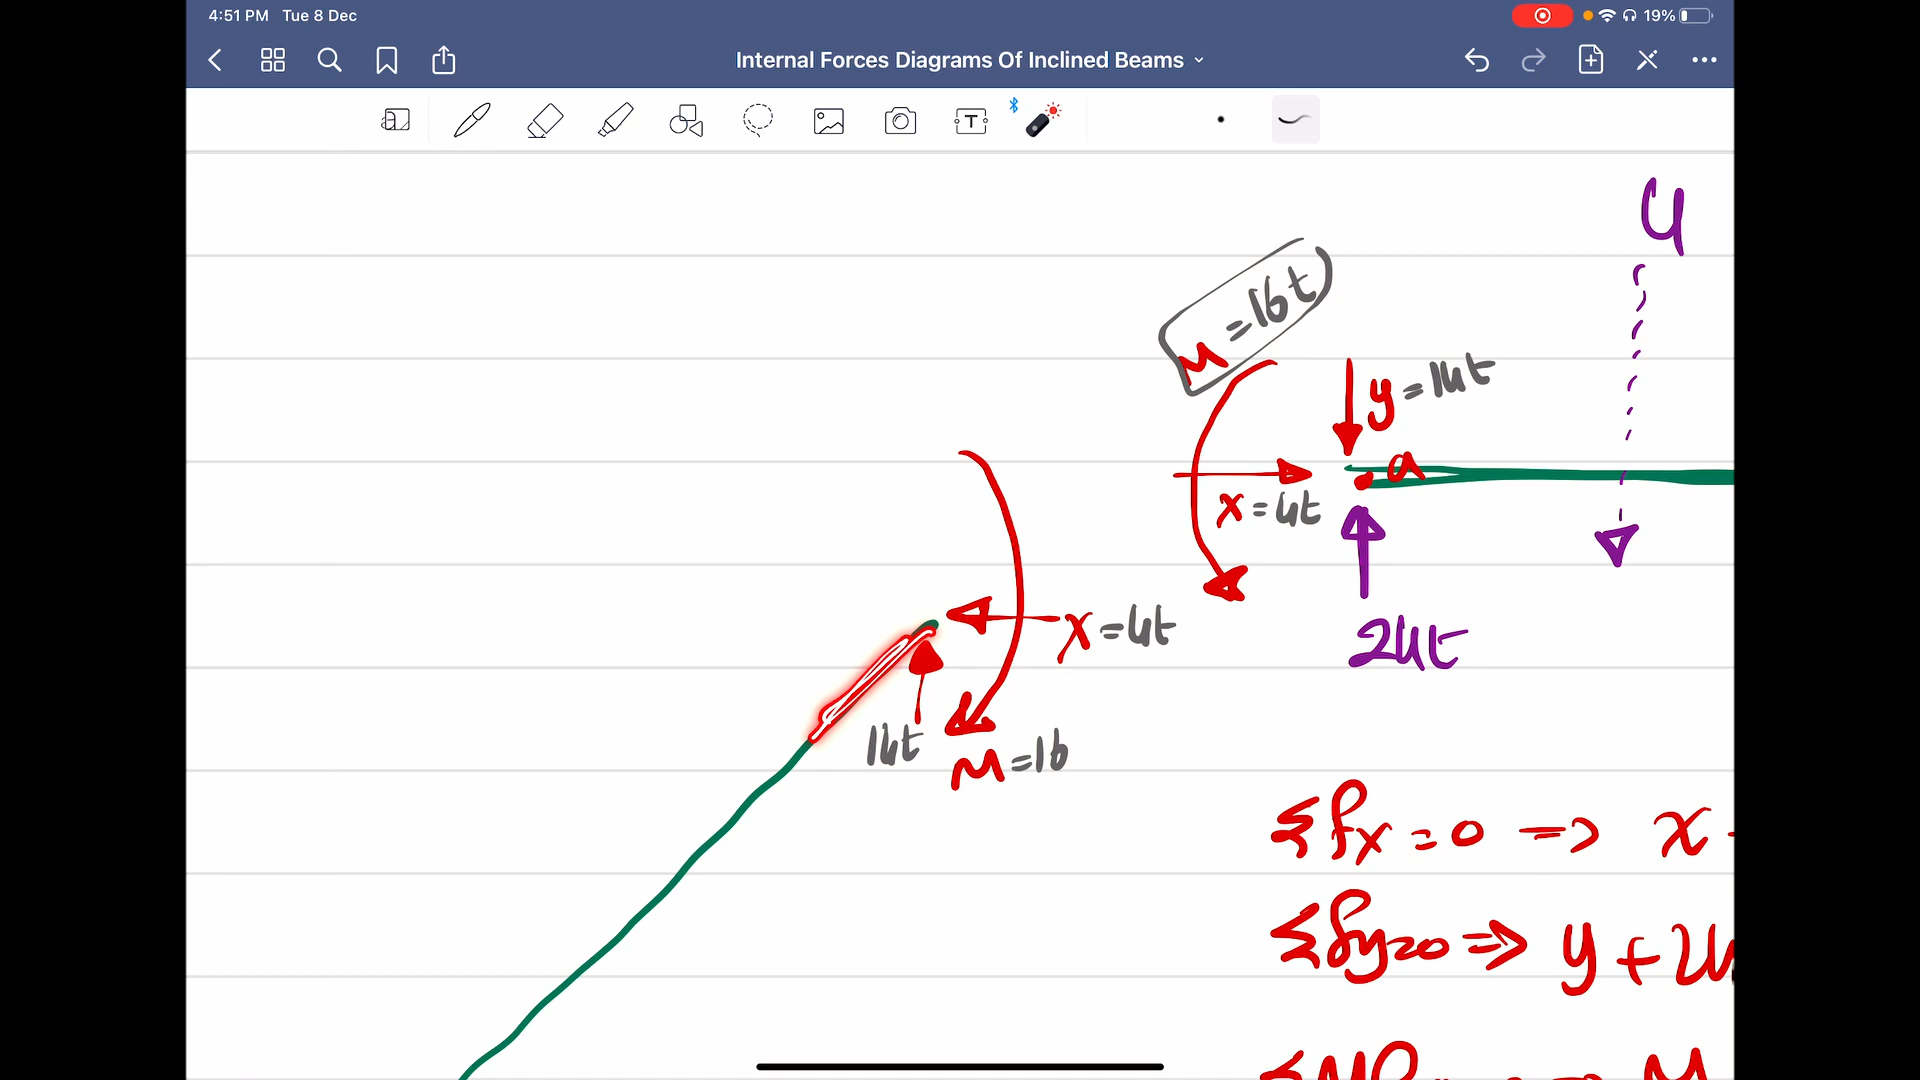 4:51 PM Tue 8 Dec
19%
Internal Forces Diagrams Of Inclined Beams
T
4
M = 16t
y = 14t
a
x = 4t
24t
x = 4t
14t
M = 16
Σfx = 0 => x -
Σfy = 0 => y + 24